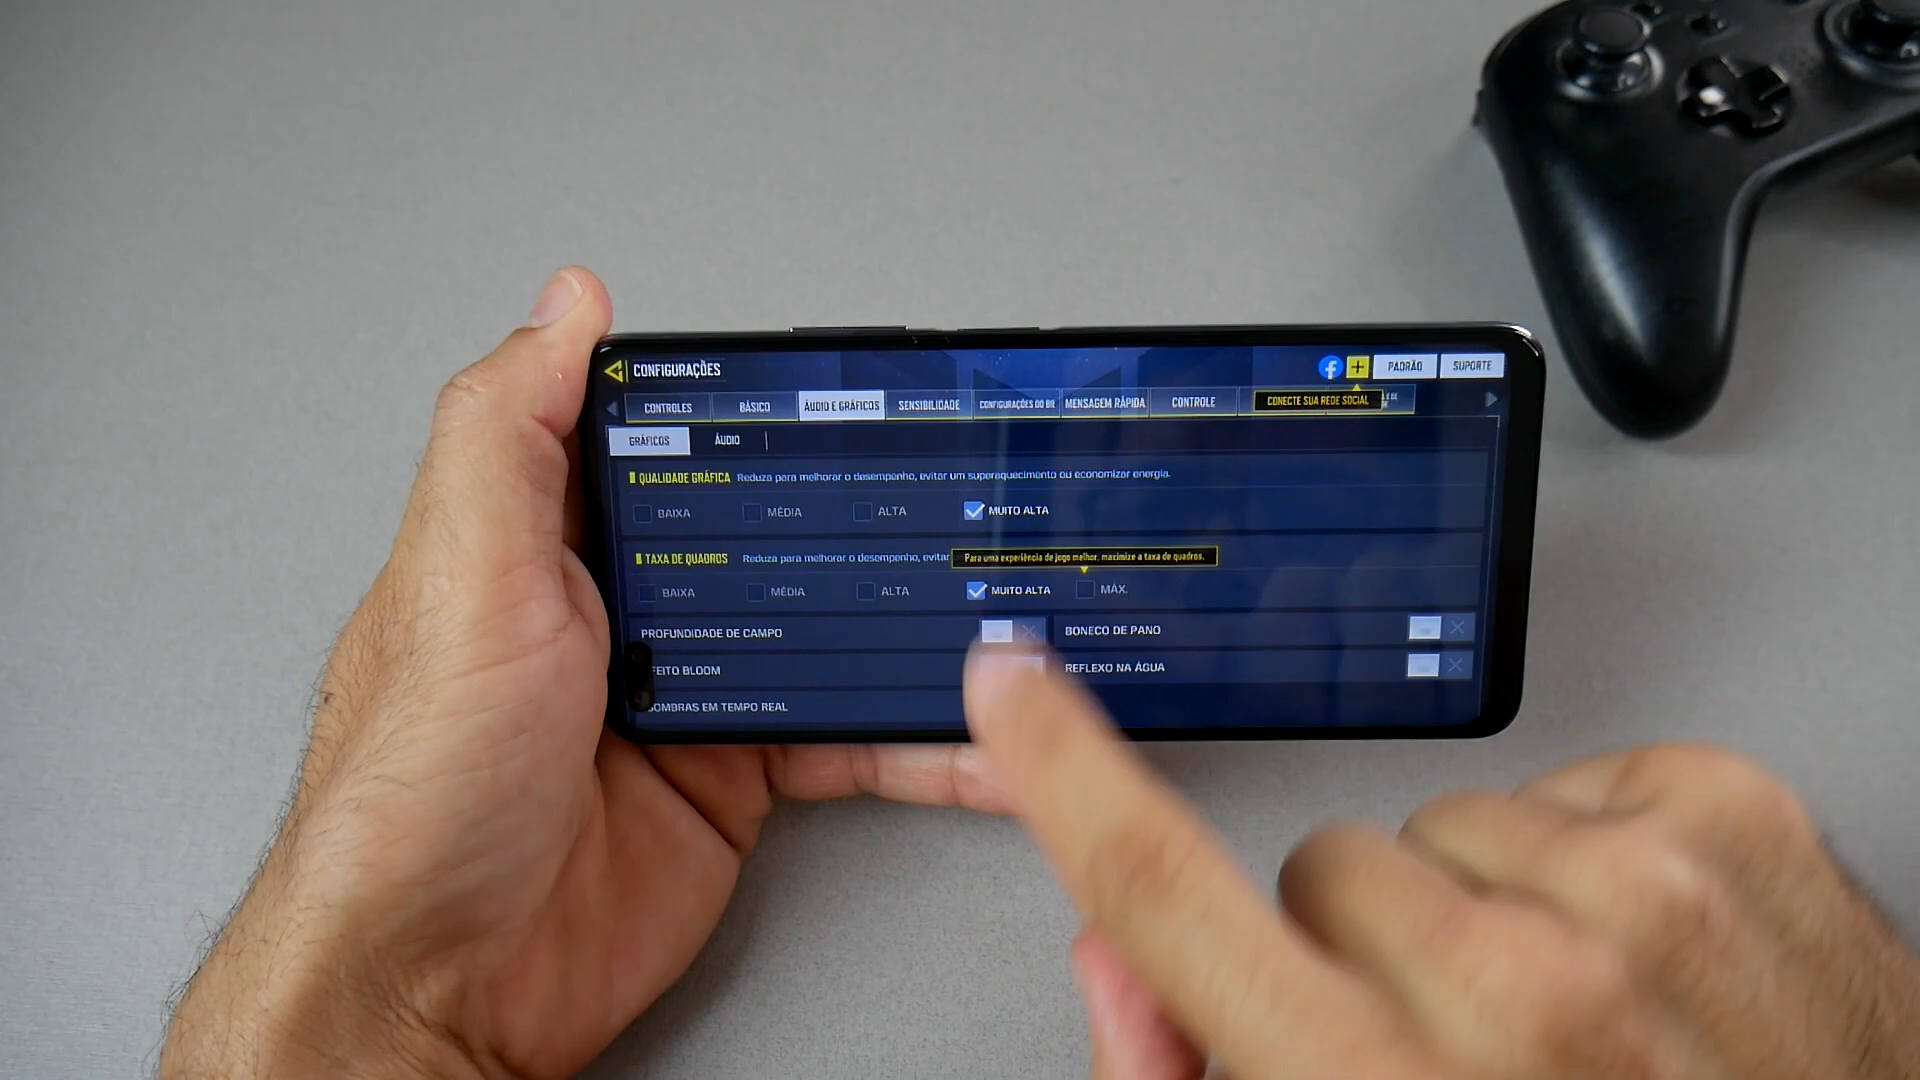 CONFIGURAÇÕES
PADRÃO
SUPORTE
CONTROLES
BÁSICO
ÁUDIO E GRÁFICOS
SENSIBILIDADE
CONFIGURAÇÕES DO BR
MENSAGEM RÁPIDA
CONTROLE
CONECTE SUA REDE SOCIAL
GRÁFICOS
ÁUDIO
QUALIDADE GRÁFICA Reduza para melhorar o desempenho, evitar um superaquecimento ou economizar energia.
BAIXA
MÉDIA
ALTA
MUITO ALTA
TAXA DE QUADROS Reduza para melhorar o desempenho, evitar
Para uma experiência de jogo melhor, maximize a taxa de quadros.
BAIXA
MÉDIA
ALTA
MUITO ALTA
MÁX.
PROFUNDIDADE DE CAMPO
BONECO DE PANO
FEITO BLOOM
REFLEXO NA ÁGUA
SOMBRAS EM TEMPO REAL